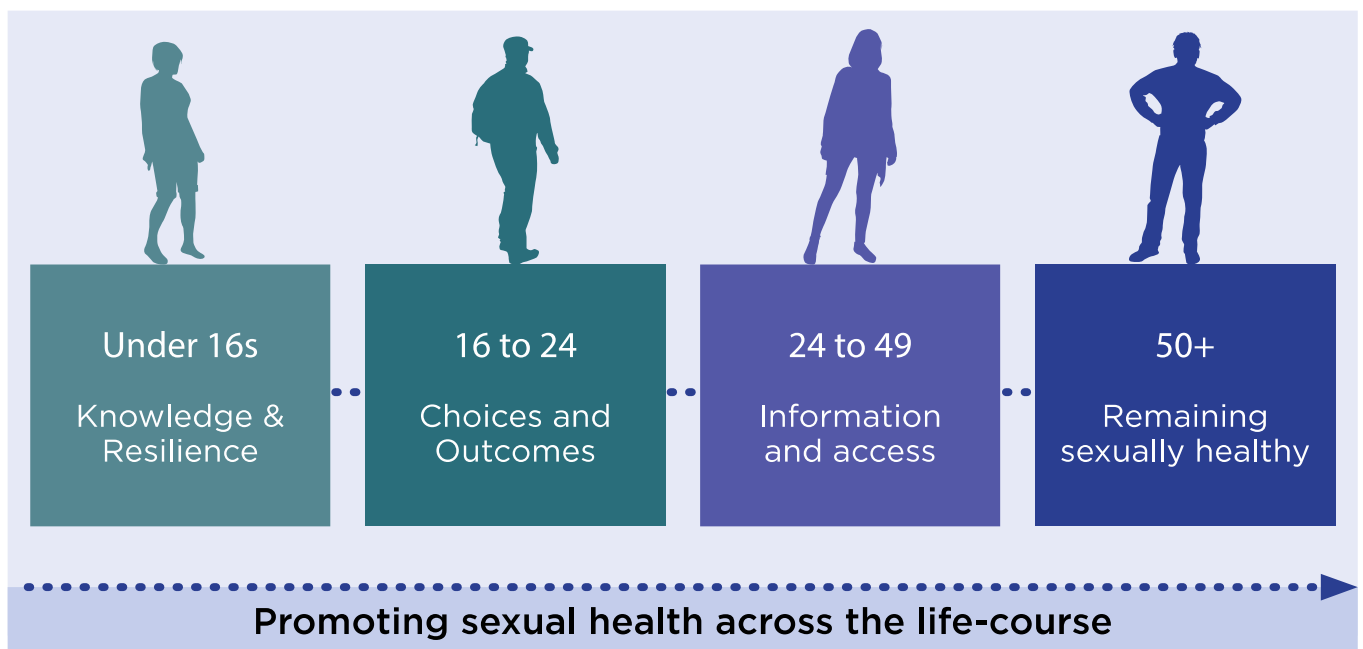 Under 16s
Knowledge &
Resilience
16 to 24
Choices and
Outcomes
24 to 49
Information
and access
50+
Remaining
sexually healthy
Promoting sexual health across the life-course